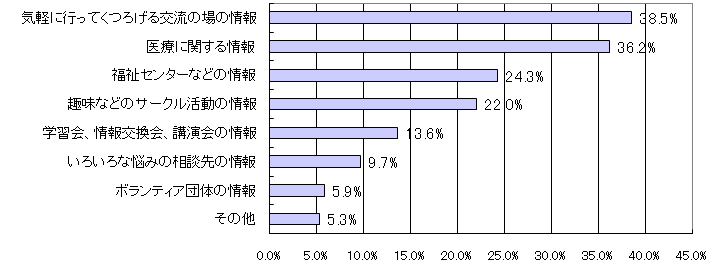 気軽に行ってくつろげる交流の場の情報 38.5%
医療に関する情報 36.2%
福祉センターなどの情報 24.3%
趣味などのサークル活動の情報 22.0%
学習会、情報交換会、講演会の情報 13.6%
いろいろな悩みの相談先の情報 9.7%
ボランティア団体の情報 5.9%
その他 5.3%
0.0% 5.0% 10.0% 15.0% 20.0% 25.0% 30.0% 35.0% 40.0% 45.0%